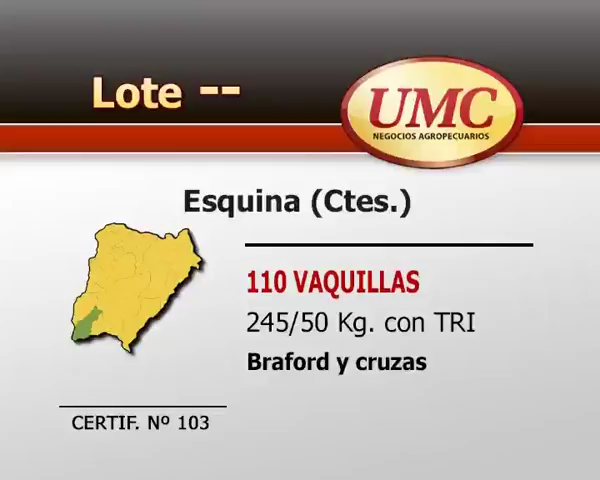 Lote --
UMC
NEGOCIOS AGROPECUARIOS
Esquina (Ctes.)
110 VAQUILLAS
245/50 Kg. con TRI
Braford y cruzas
CERTIF. Nº 103